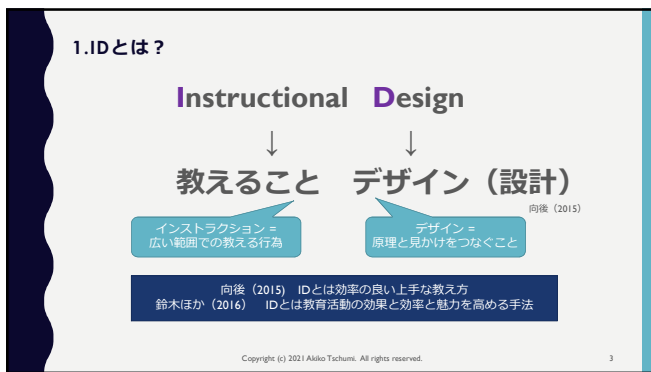 1.IDとは？
Instructional Design
↓ ↓
教えること デザイン（設計）
向後（2015）
インストラクション =
広い範囲での教える行為
デザイン =
原理と見かけをつなぐこと
向後（2015） IDとは効率の良い上手な教え方
鈴木ほか（2016） IDとは教育活動の効果と効率と魅力を高める手法
Copyright (c) 2021 Akiko Tschumi. All rights reserved.
3